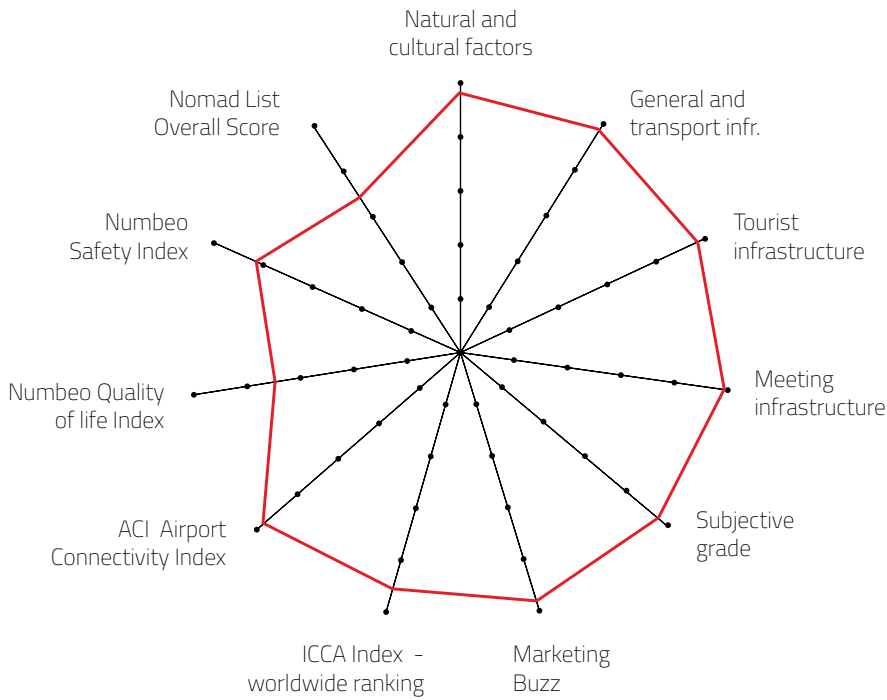 Natural and
cultural factors
General and
transport infr.
Tourist
infrastructure
Meeting
infrastructure
Subjective
grade
Marketing
Buzz
ICCA Index -
worldwide ranking
ACI Airport
Connectivity Index
Numbeo Quality
of life Index
Numbeo
Safety Index
Nomad List
Overall Score